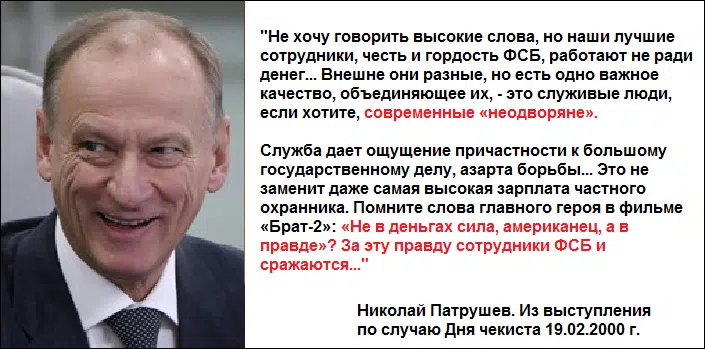 "Не хочу говорить высокие слова, но наши лучшие
сотрудники, честь и гордость ФСБ, работают не ради
денег... Внешне они разные, но есть одно важное
качество, объединяющее их, - это служивые люди,
если хотите, современные «неодворяне».
Служба дает ощущение причастности к большому
государственному делу, азарта борьбы... Это не
заменит даже самая высокая зарплата частного
охранника. Помните слова главного героя в фильме
«Брат-2»: «Не в деньгах сила, американец, а в
правде»? За эту правду сотрудники ФСБ и
сражаются..."
Николай Патрушев. Из выступления
по случаю Дня чекиста 19.02.2000 г.